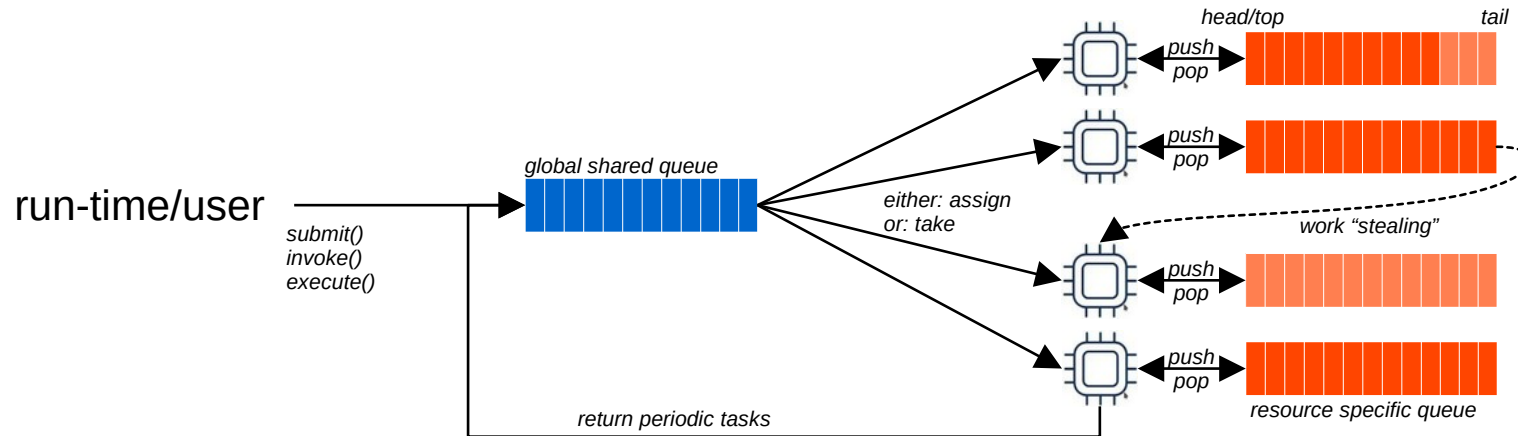 head/top
tail
push
pop
push
pop
global shared queue
run-time/user
either: assign
or: take
submit()
invoke()
execute()
work “stealing”
push
pop
push
pop
return periodic tasks
resource specific queue